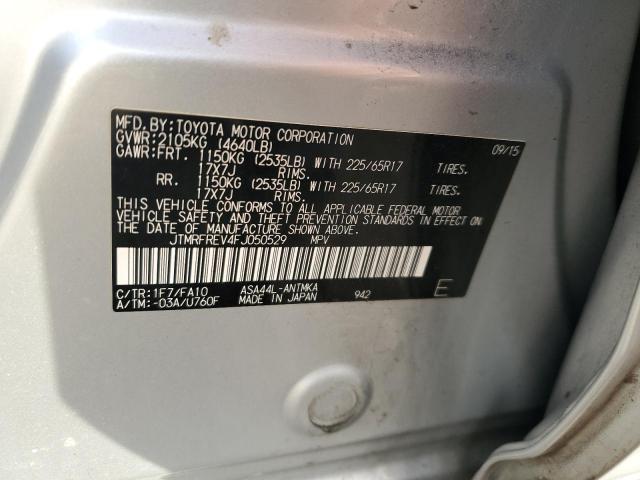 MFD. BY: TOYOTA MOTOR CORPORATION 09/15
GVWR: 2105KG (4640LB)
GAWR: FRT. 1150KG (2535LB) WITH 225/65R17 TIRES.
17X7J RIMS.
RR. 1150KG (2535LB) WITH 225/65R17 TIRES.
17X7J RIMS.
THIS VEHICLE CONFORMS TO ALL APPLICABLE FEDERAL MOTOR
VEHICLE SAFETY AND THEFT PREVENTION STANDARDS IN EFFECT ON
THE DATE OF MANUFACTURE SHOWN ABOVE.
JTMRFREV4FJ050529 MPV
C/TR: 1F7/FA10 ASA44L-ANTMKA
A/TM: -03A/U760F MADE IN JAPAN 942 E